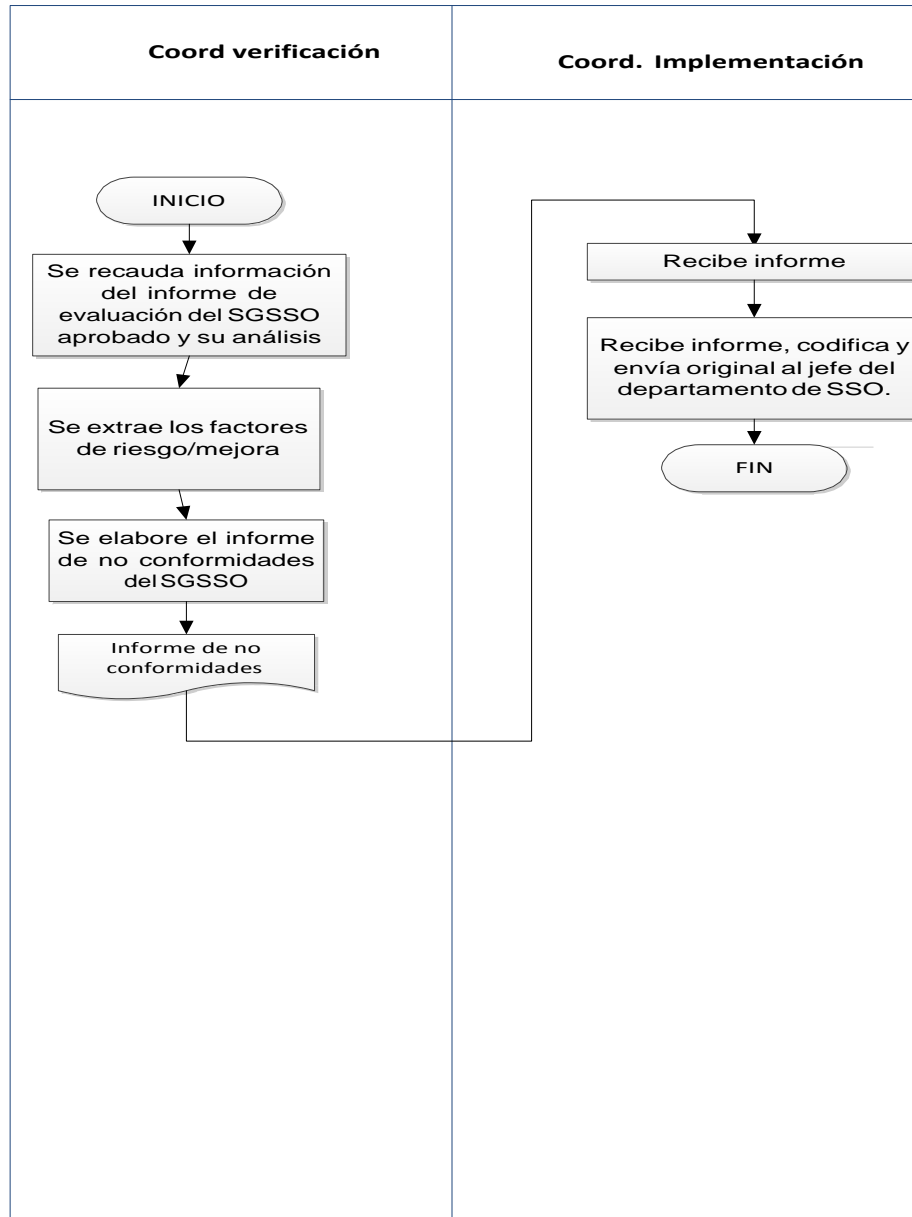 Coord verificación
Coord. Implementación
INICIO
Se recauda información
del informe de
evaluación del SGSSO
aprobado y su análisis
Se extrae los factores
de riesgo/mejora
Se elabore el informe
de no conformidades
del SGSSO
Informe de no
conformidades
Recibe informe
Recibe informe, codifica y
envía original al jefe del
departamento de SSO.
FIN